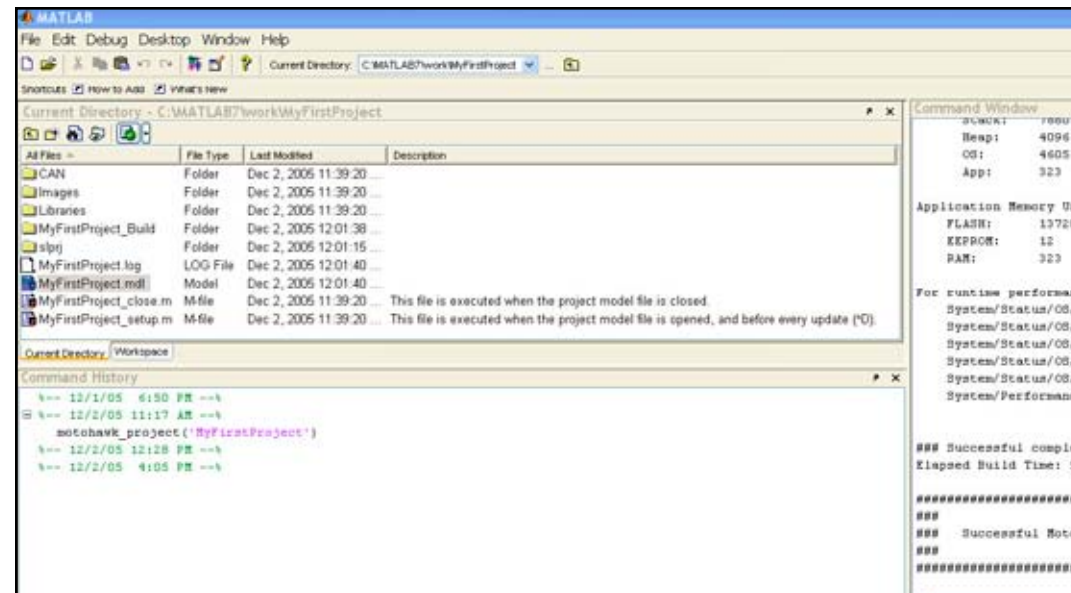 MATLAB
File Edit Debug Desktop Window Help
Current Directory: C:\MATLAB7\work\MyFirstProject
Shortcuts How to Add What's New
Current Directory - C:\MATLAB7\work\MyFirstProject
All Files File Type Last Modified Description
CAN Folder Dec 2, 2005 11:39:20 ...
Images Folder Dec 2, 2005 11:39:20 ...
Libraries Folder Dec 2, 2005 11:39:20 ...
MyFirstProject_Build Folder Dec 2, 2005 12:01:38 ...
slprj Folder Dec 2, 2005 12:01:15 ...
MyFirstProject.log LOG File Dec 2, 2005 12:01:40 ...
MyFirstProject.mdl Model Dec 2, 2005 12:01:40 ...
MyFirstProject_close.m M-file Dec 2, 2005 11:39:20 ... This file is executed when the project model file is closed.
MyFirstProject_setup.m M-file Dec 2, 2005 11:39:20 ... This file is executed when the project model file is opened, and before every update (^D).
Current Directory Workspace
Command History
%-- 12/1/05 6:50 PM --%
%-- 12/2/05 11:17 AM --%
motohawk_project('MyFirstProject')
%-- 12/2/05 12:28 PM --%
%-- 12/2/05 4:05 PM --%
Command Window
Heap: 4096
OS: 4605
App: 323
Application Memory U
FLASH: 1372
EEPROM: 12
RAM: 323
For runtime performa
System/Status/OS
System/Status/OS
System/Status/OS
System/Status/OS
System/Status/OS
System/Performan
### Successful compl
Elapsed Build Time:
####################
###
### Successful Moto
###
####################